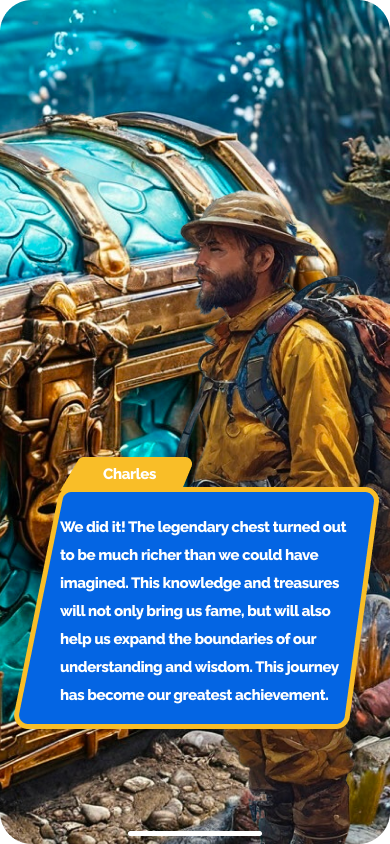 Charles
We did it! The legendary chest turned out
to be much richer than we could have
imagined. This knowledge and treasures
will not only bring us fame, but will also
help us expand the boundaries of our
understanding and wisdom. This journey
has become our greatest achievement.